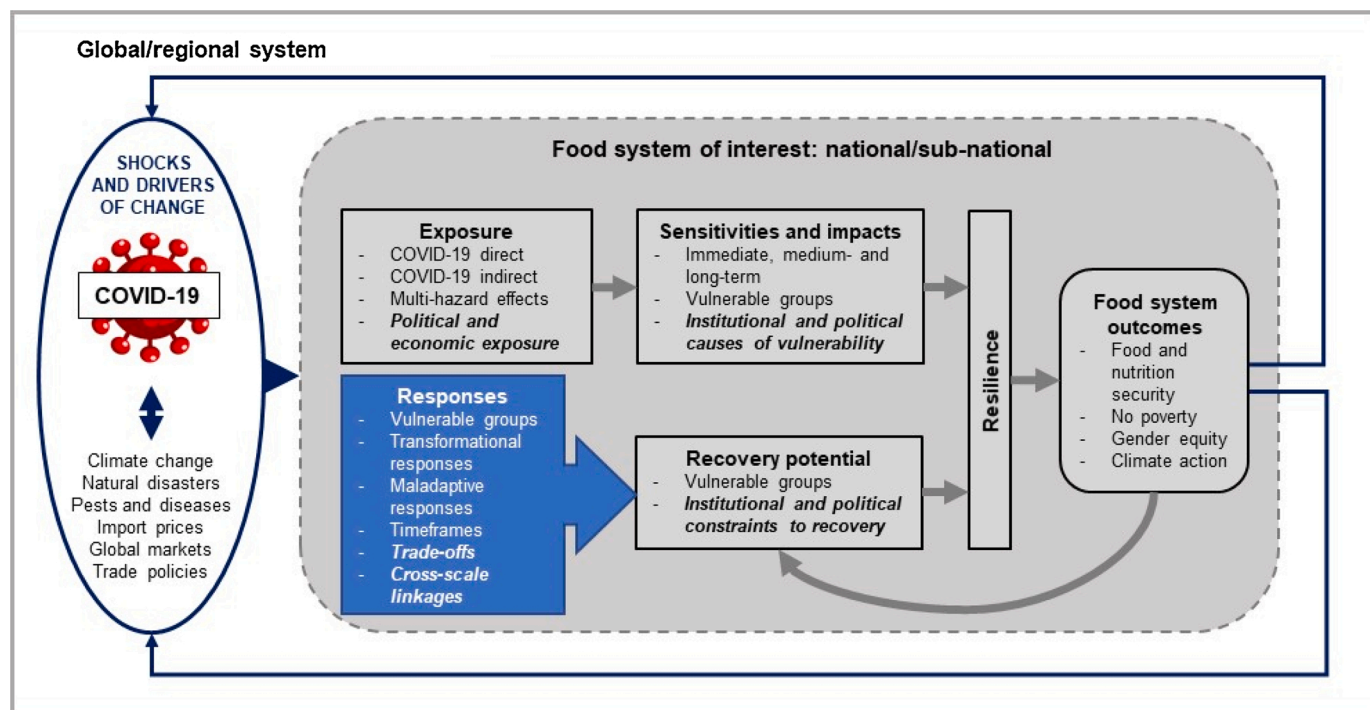 Global/regional system
SHOCKS
AND DRIVERS
OF CHANGE
COVID-19
Climate change
Natural disasters
Pests and diseases
Import prices
Global markets
Trade policies
Food system of interest: national/sub-national
Exposure
- COVID-19 direct
- COVID-19 indirect
- Multi-hazard effects
- Political and
economic exposure
Sensitivities and impacts
- Immediate, medium- and
long-term
- Vulnerable groups
- Institutional and political
causes of vulnerability
Responses
- Vulnerable groups
- Transformational
responses
- Maladaptive
responses
- Timeframes
- Trade-offs
- Cross-scale
linkages
Recovery potential
- Vulnerable groups
- Institutional and political
constraints to recovery
Resilience
Food system
outcomes
- Food and
nutrition
security
- No poverty
- Gender equity
- Climate action